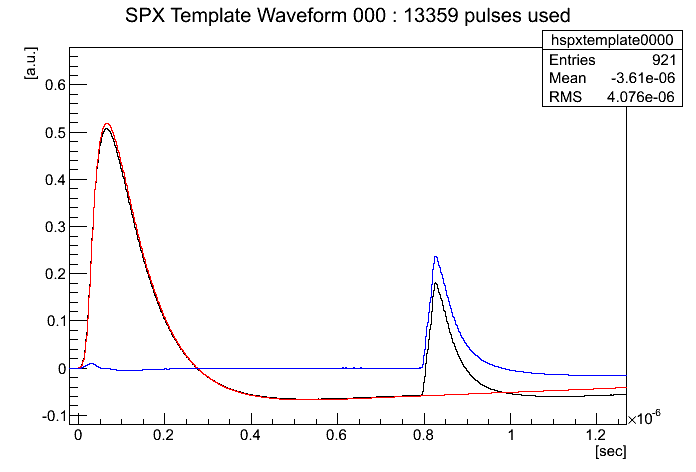 SPX Template Waveform 000 : 13359 pulses used
hspxtemplate0000
Entries 921
Mean -3.61e-06
RMS 4.076e-06
[a.u.]
0.6
0.5
0.4
0.3
0.2
0.1
0
-0.1
0 0.2 0.4 0.6 0.8 1 1.2
×10⁻⁶
[sec]